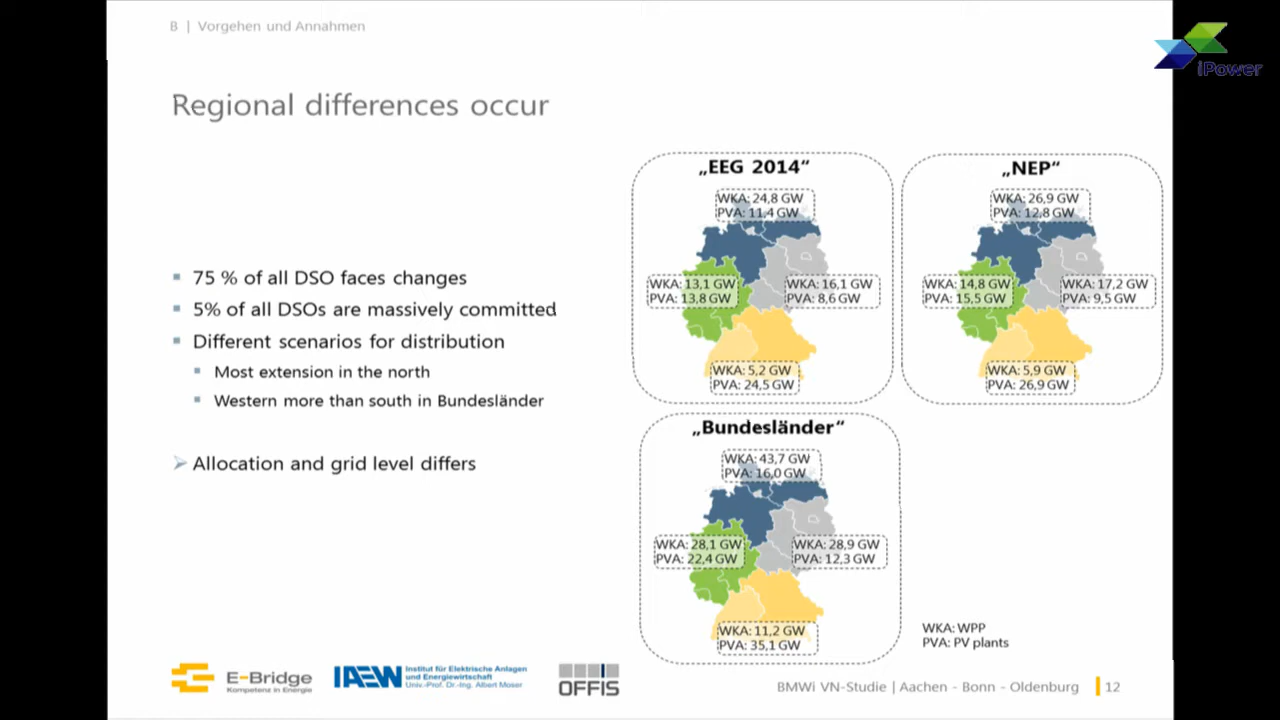 B | Vorgehen und Annahmen
iPower
Regional differences occur
75 % of all DSO faces changes
5% of all DSOs are massively committed
Different scenarios for distribution
Most extension in the north
Western more than south in Bundesländer
Allocation and grid level differs
„EEG 2014“
WKA: 24,8 GW
PVA: 11,4 GW
WKA: 13,1 GW
PVA: 13,8 GW
WKA: 16,1 GW
PVA: 8,6 GW
WKA: 5,2 GW
PVA: 24,5 GW
„NEP“
WKA: 26,9 GW
PVA: 12,8 GW
WKA: 14,8 GW
PVA: 15,5 GW
WKA: 17,2 GW
PVA: 9,5 GW
WKA: 5,9 GW
PVA: 26,9 GW
„Bundesländer“
WKA: 43,7 GW
PVA: 16,0 GW
WKA: 28,1 GW
PVA: 22,4 GW
WKA: 28,9 GW
PVA: 12,3 GW
WKA: 11,2 GW
PVA: 35,1 GW
WKA: WPP
PVA: PV plants
E-Bridge
Kompetenz in Energie
IAEW
Institut für Elektrische Anlagen
und Energiewirtschaft
Univ.-Prof. Dr.-Ing. Albert Moser
OFFIS
BMWi VN-Studie | Aachen - Bonn - Oldenburg
12